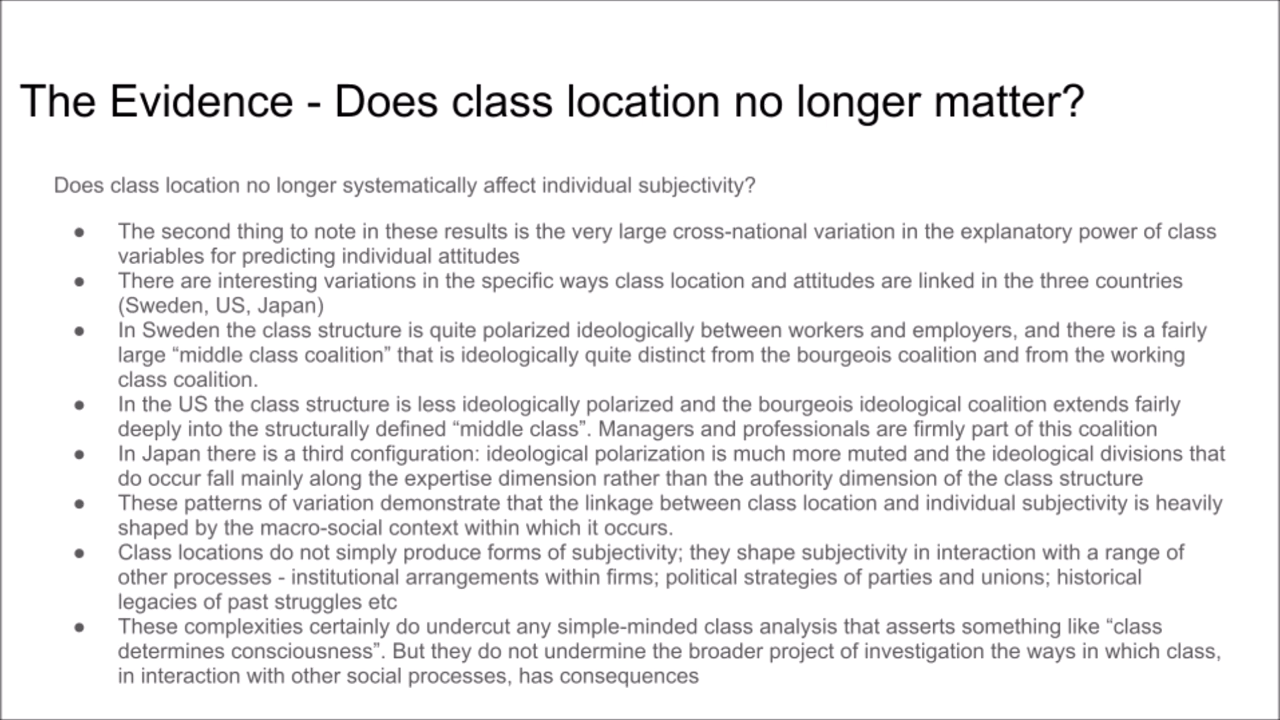 The Evidence - Does class location no longer matter?
Does class location no longer systematically affect individual subjectivity?
● The second thing to note in these results is the very large cross-national variation in the explanatory power of class
variables for predicting individual attitudes
● There are interesting variations in the specific ways class location and attitudes are linked in the three countries
(Sweden, US, Japan)
● In Sweden the class structure is quite polarized ideologically between workers and employers, and there is a fairly
large “middle class coalition” that is ideologically quite distinct from the bourgeois coalition and from the working
class coalition.
● In the US the class structure is less ideologically polarized and the bourgeois ideological coalition extends fairly
deeply into the structurally defined “middle class”. Managers and professionals are firmly part of this coalition
● In Japan there is a third configuration: ideological polarization is much more muted and the ideological divisions that
do occur fall mainly along the expertise dimension rather than the authority dimension of the class structure
● These patterns of variation demonstrate that the linkage between class location and individual subjectivity is heavily
shaped by the macro-social context within which it occurs.
● Class locations do not simply produce forms of subjectivity; they shape subjectivity in interaction with a range of
other processes - institutional arrangements within firms; political strategies of parties and unions; historical
legacies of past struggles etc
● These complexities certainly do undercut any simple-minded class analysis that asserts something like “class
determines consciousness”. But they do not undermine the broader project of investigation the ways in which class,
in interaction with other social processes, has consequences